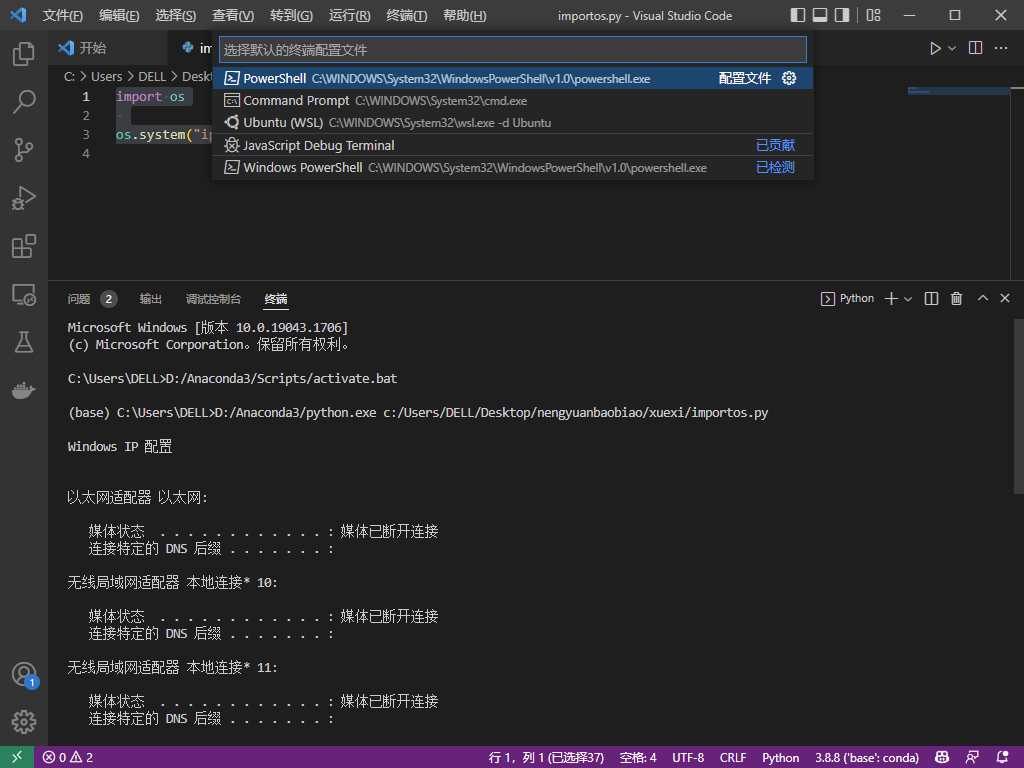 文件(F) 编辑(E) 选择(S) 查看(V) 转到(G) 运行(R) 终端(T) 帮助(H) importos.py - Visual Studio Code
开始 im
选择默认的终端配置文件
C: > Users > DELL > Deskt
PowerShell C:\WINDOWS\System32\WindowsPowerShell\v1.0\powershell.exe 配置文件
Command Prompt C:\WINDOWS\System32\cmd.exe
Ubuntu (WSL) C:\WINDOWS\System32\wsl.exe -d Ubuntu
JavaScript Debug Terminal 已贡献
Windows PowerShell C:\WINDOWS\System32\WindowsPowerShell\v1.0\powershell.exe 已检测
1 import os
2
3 os.system("ip
4
问题 2 输出 调试控制台 终端 Python
Microsoft Windows [版本 10.0.19043.1706]
(c) Microsoft Corporation。保留所有权利。
C:\Users\DELL>D:/Anaconda3/Scripts/activate.bat
(base) C:\Users\DELL>D:/Anaconda3/python.exe c:/Users/DELL/Desktop/nengyuanbaobiao/xuexi/importos.py
Windows IP 配置
以太网适配器 以太网:
媒体状态 . . . . . . . . . . . . : 媒体已断开连接
连接特定的 DNS 后缀 . . . . . . . :
无线局域网适配器 本地连接* 10:
媒体状态 . . . . . . . . . . . . : 媒体已断开连接
连接特定的 DNS 后缀 . . . . . . . :
无线局域网适配器 本地连接* 11:
媒体状态 . . . . . . . . . . . . : 媒体已断开连接
连接特定的 DNS 后缀 . . . . . . . :
1
0 2 行 1，列 1 (已选择37) 空格: 4 UTF-8 CRLF Python 3.8.8 ('base': conda)